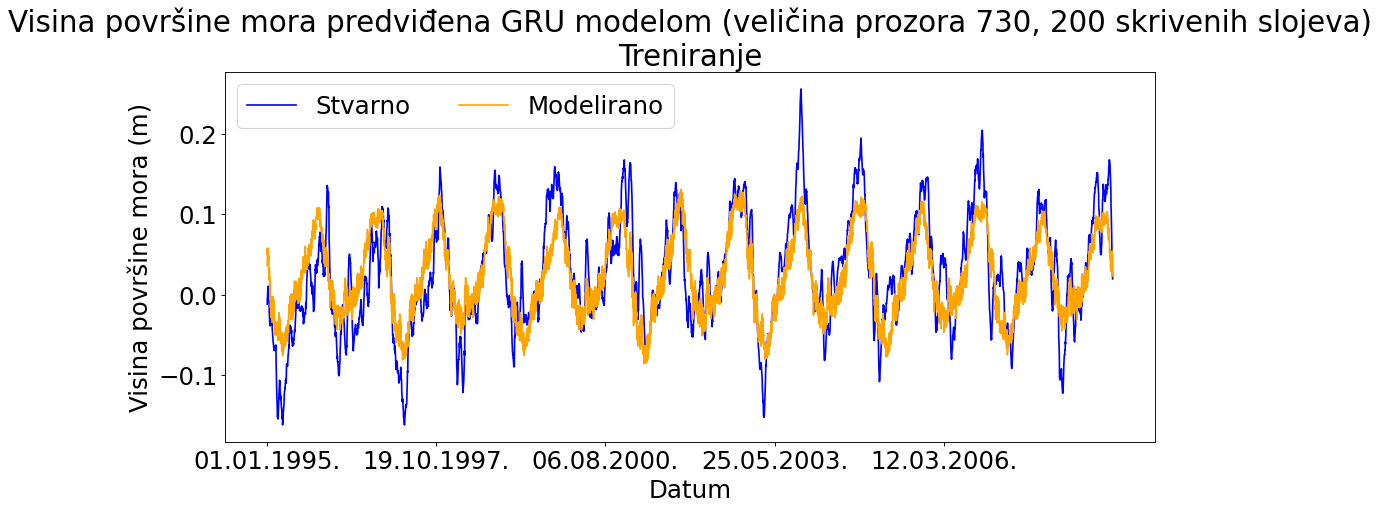 Visina površine mora predviđena GRU modelom (veličina prozora 730, 200 skrivenih slojeva)
Treniranje
Stvarno
Modelirano
Visina površine mora (m)
0.2
0.1
0.0
−0.1
01.01.1995.
19.10.1997.
06.08.2000.
25.05.2003.
12.03.2006.
Datum